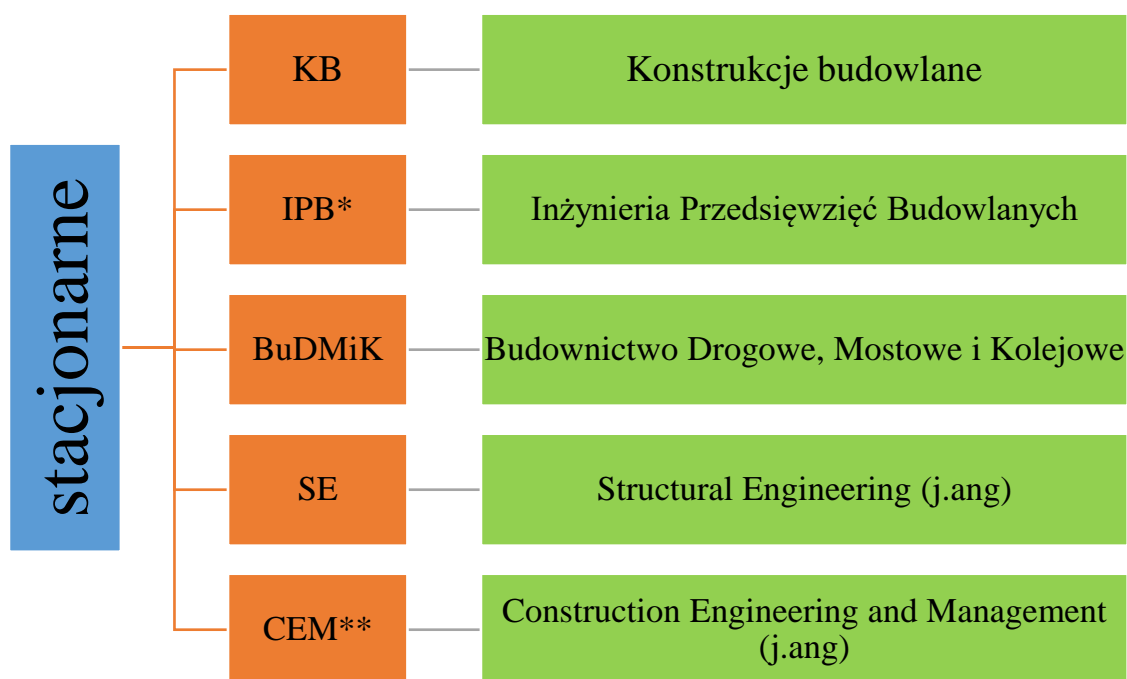 stacjonarne
KB
Konstrukcje budowlane
IPB*
Inżynieria Przedsięwzięć Budowlanych
BuDMiK
Budownictwo Drogowe, Mostowe i Kolejowe
SE
Structural Engineering (j.ang)
CEM**
Construction Engineering and Management
(j.ang)